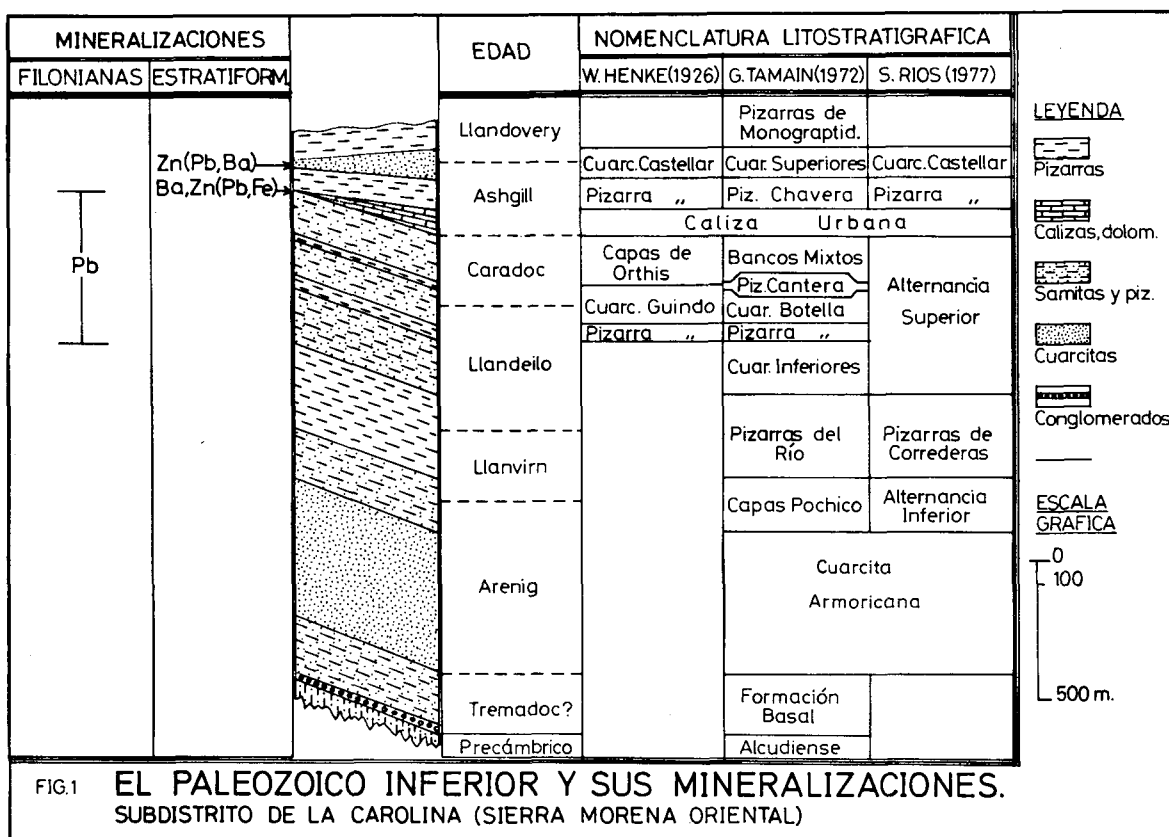 MINERALIZACIONES
FILONIANAS
ESTRATIFORM.
EDAD
NOMENCLATURA LITOSTRATIGRAFICA
W. HENKE (1926)
G. TAMAIN (1972)
S. RIOS (1977)
Zn(Pb,Ba)
Ba,Zn(Pb,Fe)
Pb
Llandovery
Ashgill
Caradoc
Llandeilo
Llanvirn
Arenig
Tremadoc?
Precámbrico
Pizarras de
Monograptid.
Cuarc. Castellar
Cuar. Superiores
Cuarc. Castellar
Pizarra „
Piz. Chavera
Pizarra „
Caliza Urbana
Capas de
Orthis
Bancos Mixtos
Piz. Cantera
Alternancia
Superior
Cuarc. Guindo
Cuar. Botella
Pizarra „
Pizarra „
Cuar. Inferiores
Pizarras del
Río
Pizarras de
Correderas
Capas Pochico
Alternancia
Inferior
Cuarcita
Armoricana
Formación
Basal
Alcudiense
LEYENDA
Pizarras
Calizas, dolom.
Samitas y piz.
Cuarcitas
Conglomerados
ESCALA
GRAFICA
0
100
500 m.
FIG.1 EL PALEOZOICO INFERIOR Y SUS MINERALIZACIONES.
SUBDISTRITO DE LA CAROLINA (SIERRA MORENA ORIENTAL)